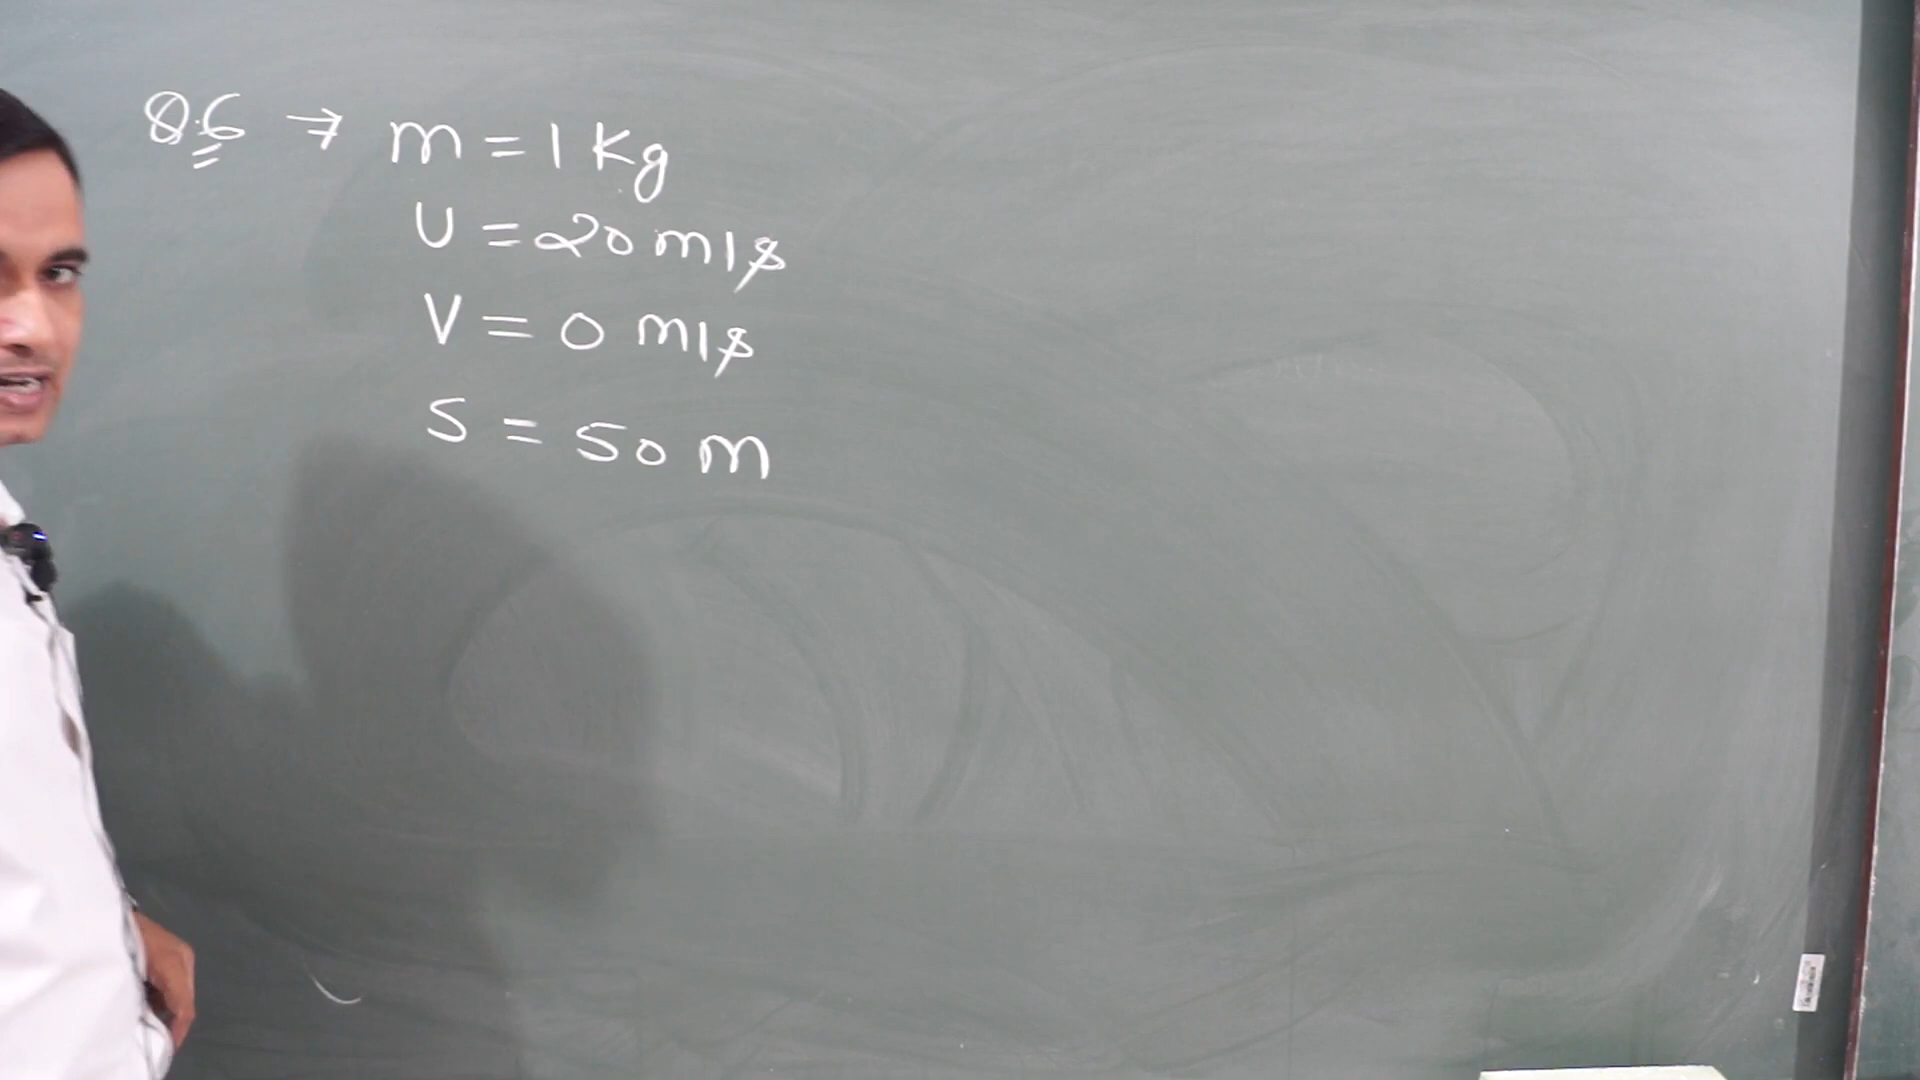 Q.6 → m = 1 Kg
U = 20 m/s
V = 0 m/s
S = 50 m